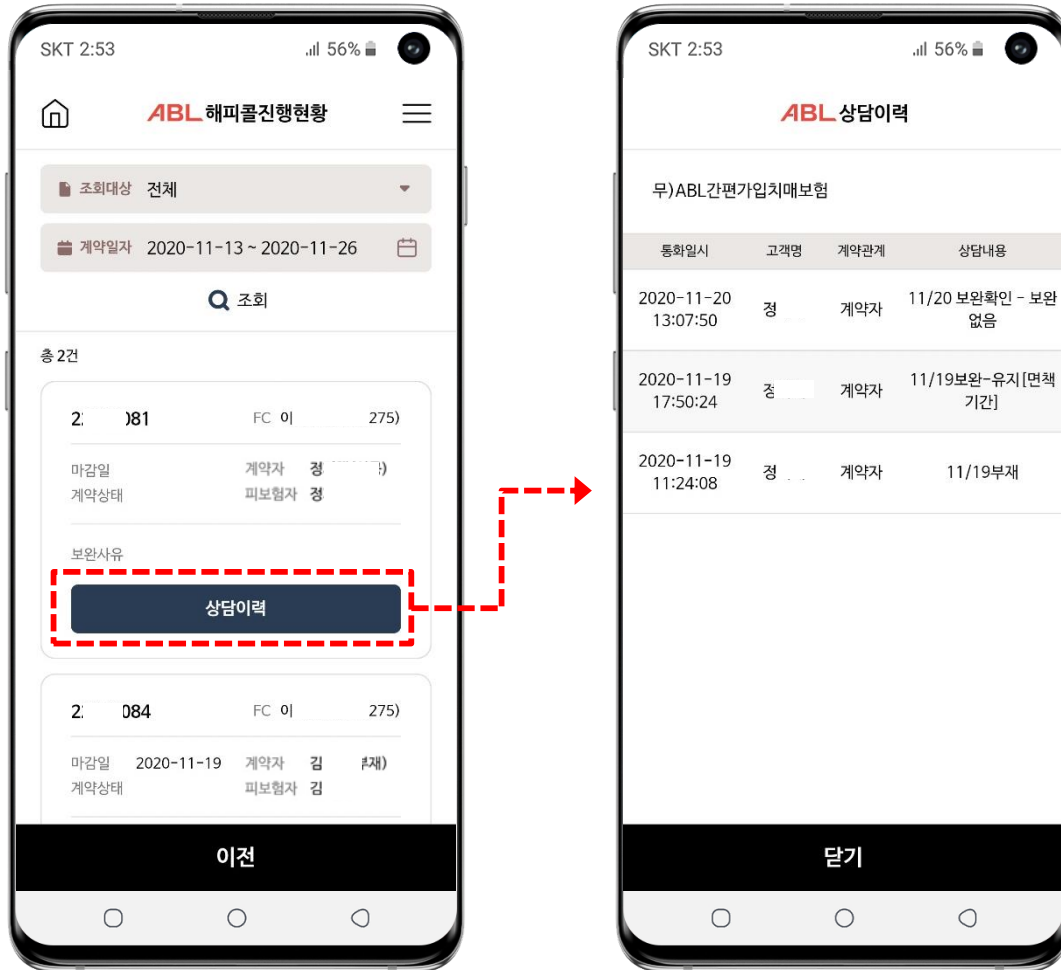 SKT 2:53
56%
ABL 해피콜진행현황
조회대상 전체
계약일자 2020-11-13 ~ 2020-11-26
조회
총 2건
2 081 FC 이 275)
마감일 계약자 정 )
계약상태 피보험자 정
보완사유
상담이력
2 084 FC 이 275)
마감일 2020-11-19 계약자 김 재)
계약상태 피보험자 김
이전
SKT 2:53
56%
ABL 상담이력
무)ABL간편가입치매보험
통화일시 고객명 계약관계 상담내용
2020-11-20
13:07:50
정
계약자
11/20 보완확인 - 보완
없음
2020-11-19
17:50:24
정
계약자
11/19보완-유지[면책
기간]
2020-11-19
11:24:08
정
계약자
11/19부재
닫기